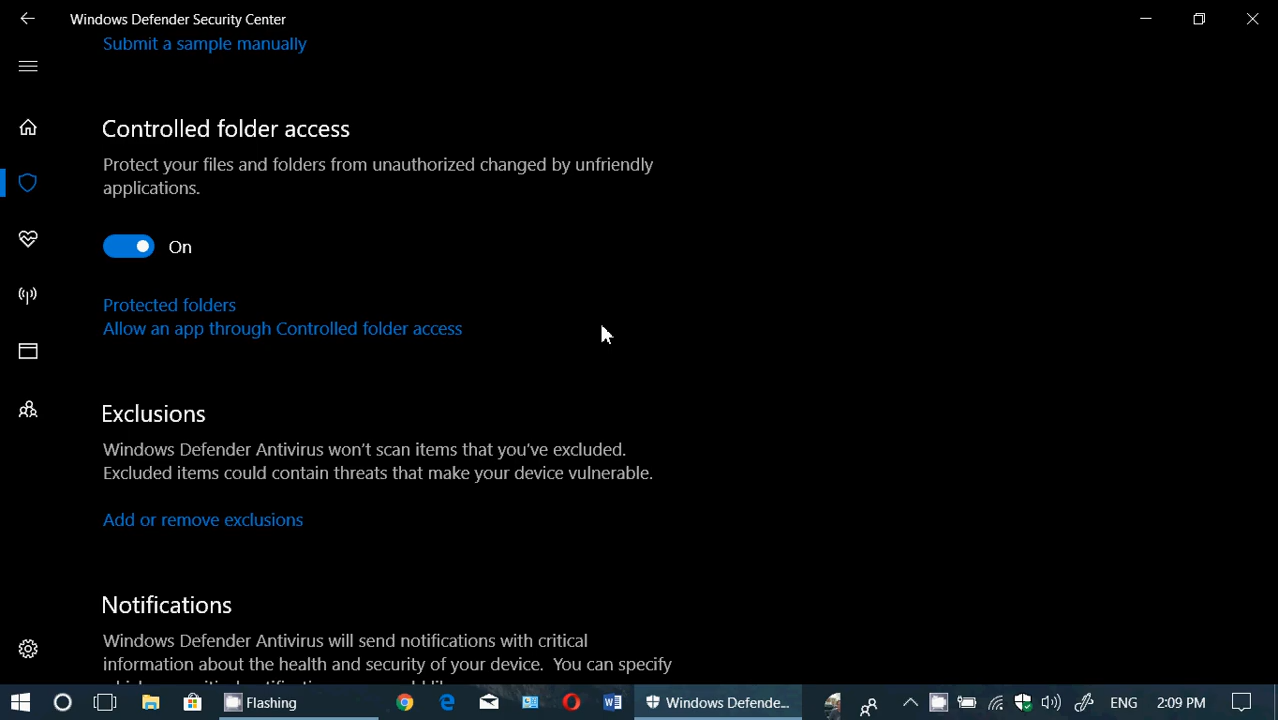 Windows Defender Security Center
Submit a sample manually
Controlled folder access
Protect your files and folders from unauthorized changed by unfriendly
applications.
On
Protected folders
Allow an app through Controlled folder access
Exclusions
Windows Defender Antivirus won't scan items that you've excluded.
Excluded items could contain threats that make your device vulnerable.
Add or remove exclusions
Notifications
Windows Defender Antivirus will send notifications with critical
information about the health and security of your device. You can specify
Flashing
Windows Defende...
ENG
2:09 PM